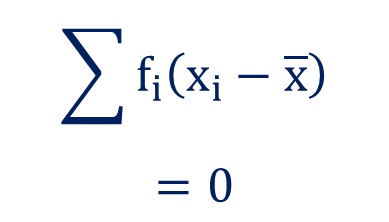 ∑ fᵢ(xᵢ − x̅)
= 0